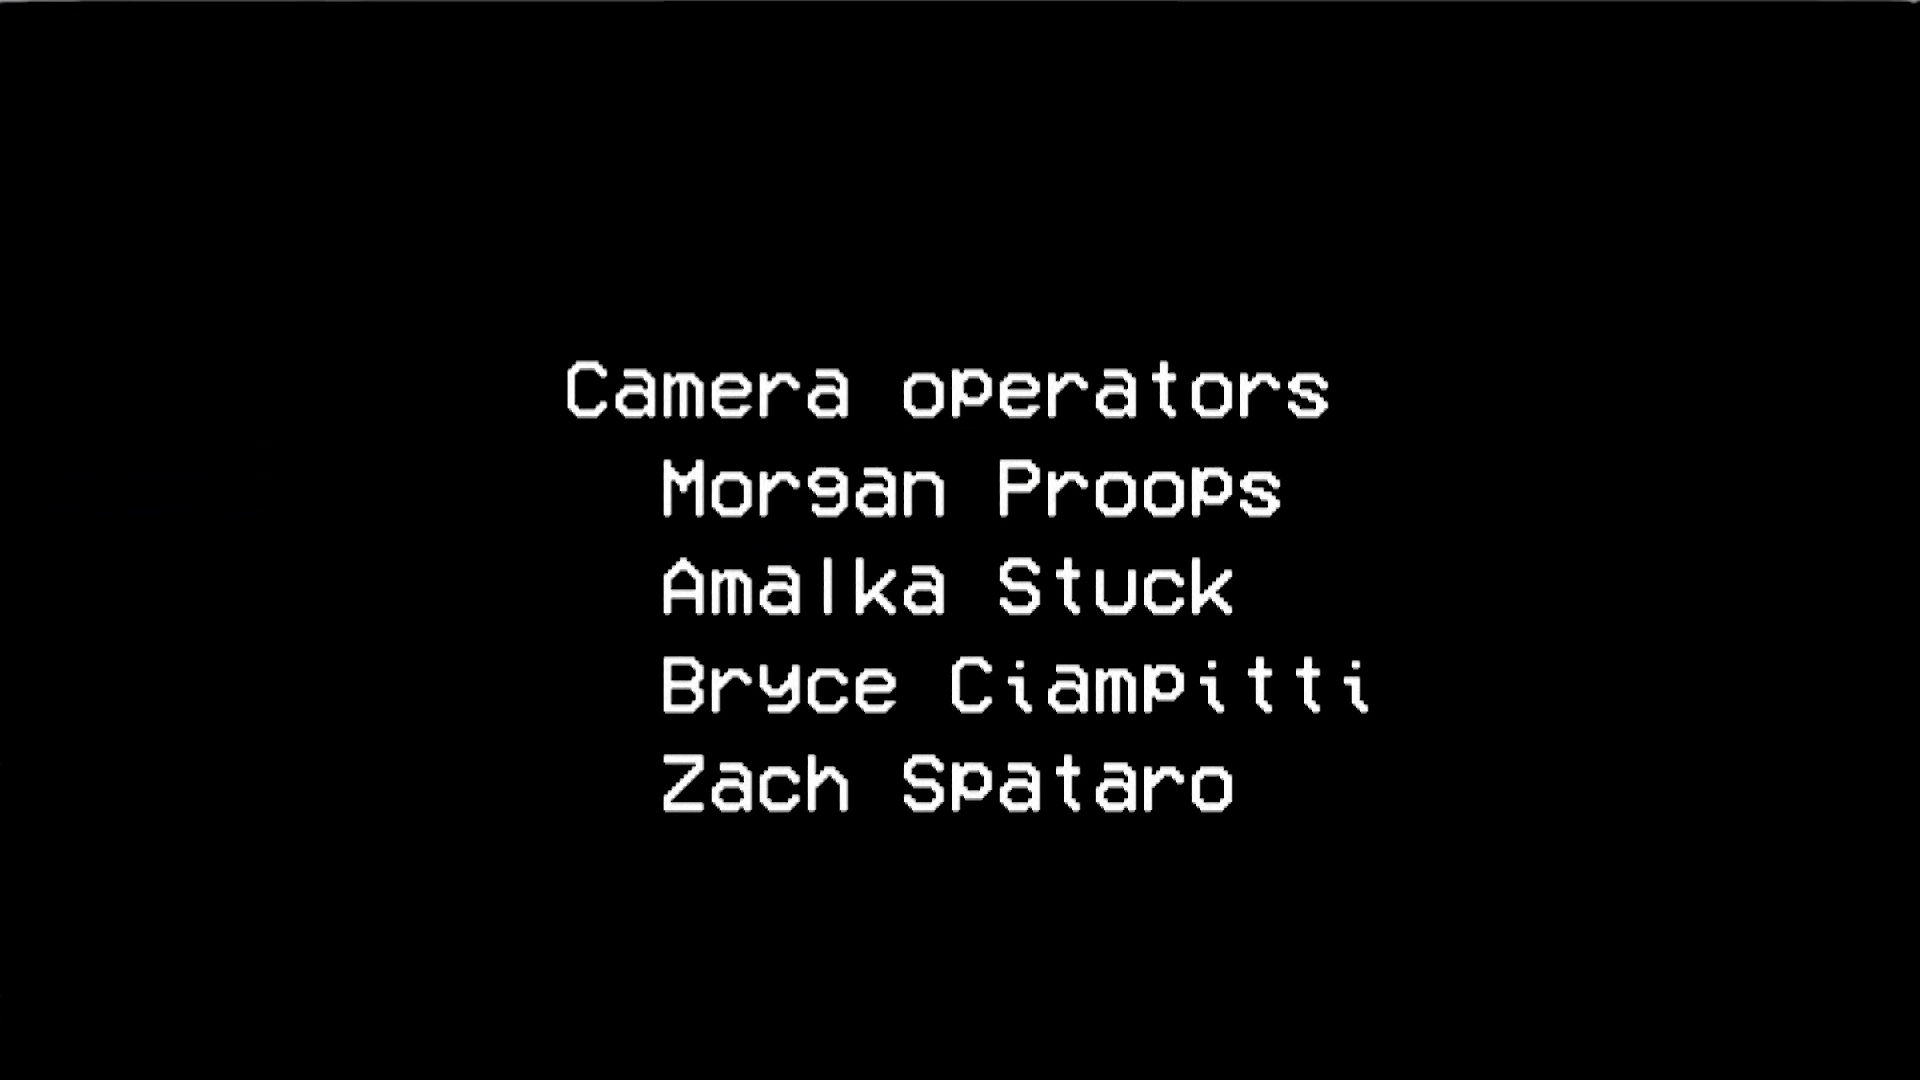 Camera operators
Morgan Proops
Amalka Stuck
Bryce Ciampitti
Zach Spataro